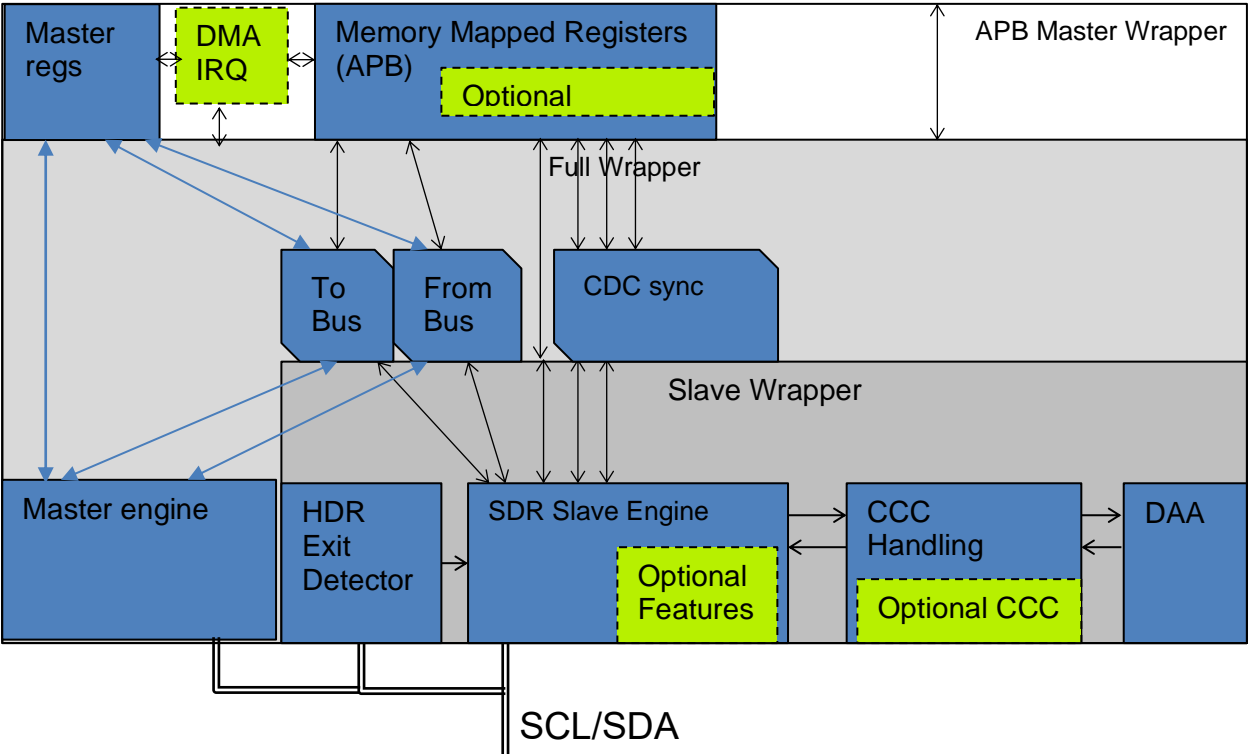 Master
regs
DMA
IRQ
Memory Mapped Registers
(APB)
Optional
APB Master Wrapper
Full Wrapper
To
Bus
From
Bus
CDC sync
Slave Wrapper
Master engine
HDR
Exit
Detector
SDR Slave Engine
Optional
Features
CCC
Handling
Optional CCC
DAA
SCL/SDA